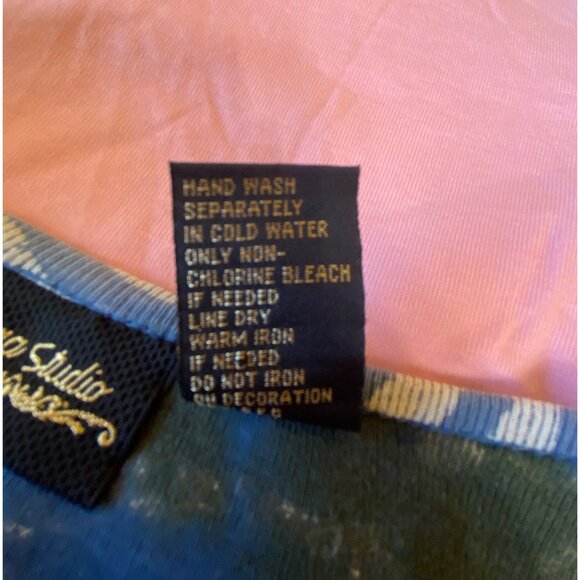 HAND WASH
SEPARATELY
IN COLD WATER
ONLY NON-
CHLORINE BLEACH
IF NEEDED
LINE DRY
WARM IRON
IF NEEDED
DO NOT IRON
ON DECORATION
Studio